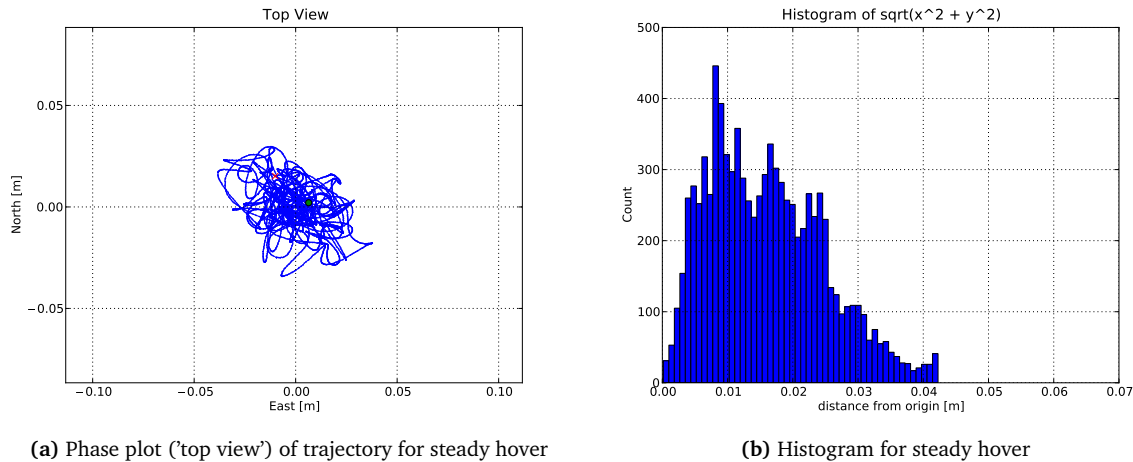 Top View
0.05
0.00
−0.05
−0.10
−0.05
0.00
0.05
0.10
North [m]
East [m]
Histogram of sqrt(x^2 + y^2)
500
400
300
200
100
0
0.00
0.01
0.02
0.03
0.04
0.05
0.06
0.07
Count
distance from origin [m]
(a) Phase plot ('top view') of trajectory for steady hover
(b) Histogram for steady hover